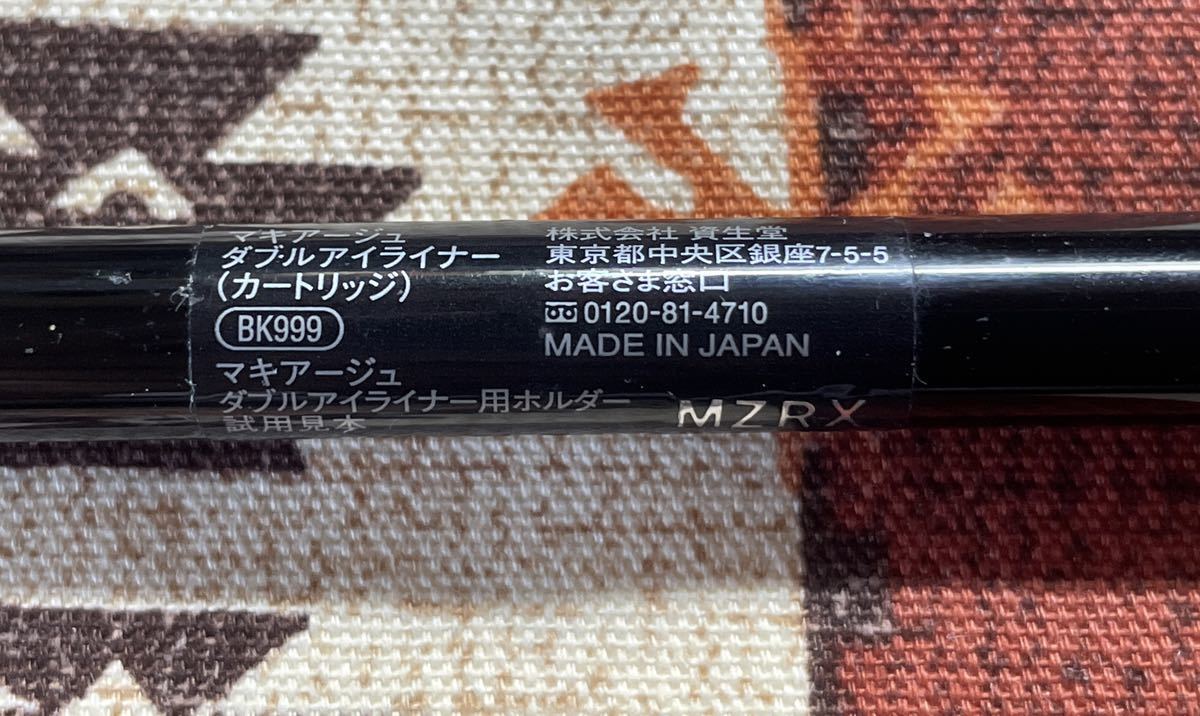 マキアージュ
ダブルアイライナー
(カートリッジ)
BK999
マキアージュ
ダブルアイライナー用ホルダー
試用見本
株式会社 資生堂
東京都中央区銀座7-5-5
お客さま窓口
0120-81-4710
MADE IN JAPAN
MZRX